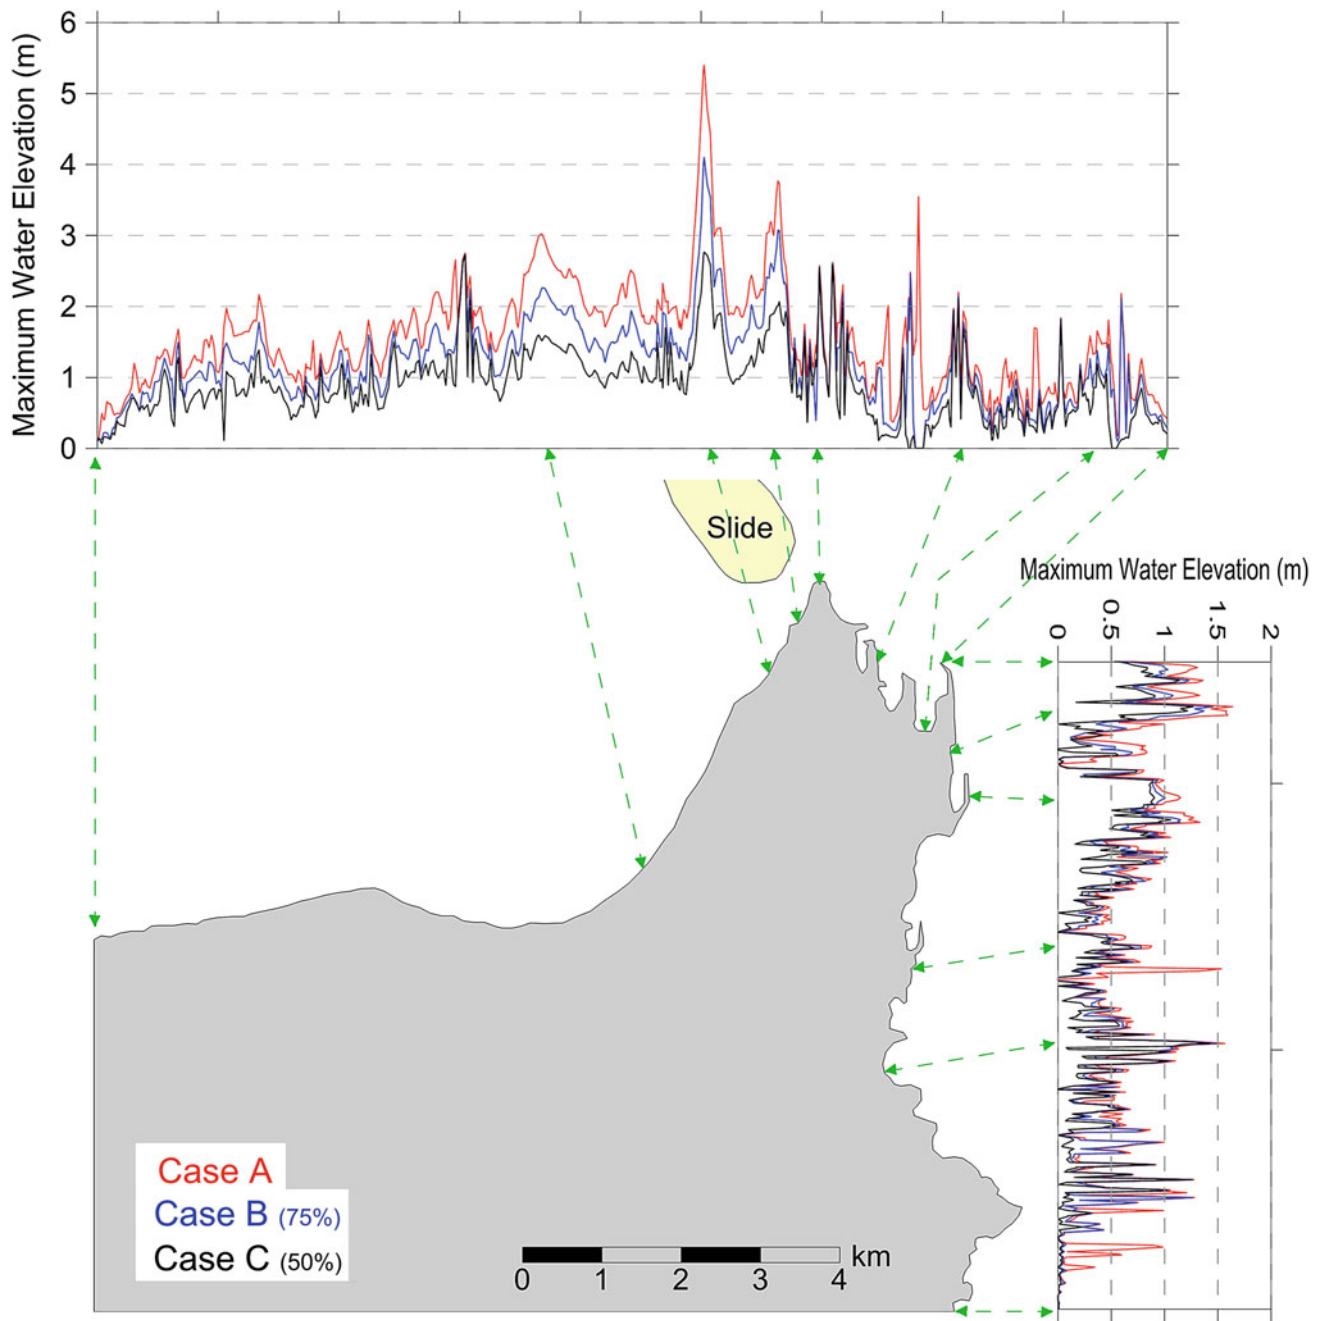 Maximum Water Elevation (m)
6
5
4
3
2
1
0
Slide
Maximum Water Elevation (m)
0 0.5 1 1.5 2
Case A
Case B (75%)
Case C (50%)
km
0 1 2 3 4